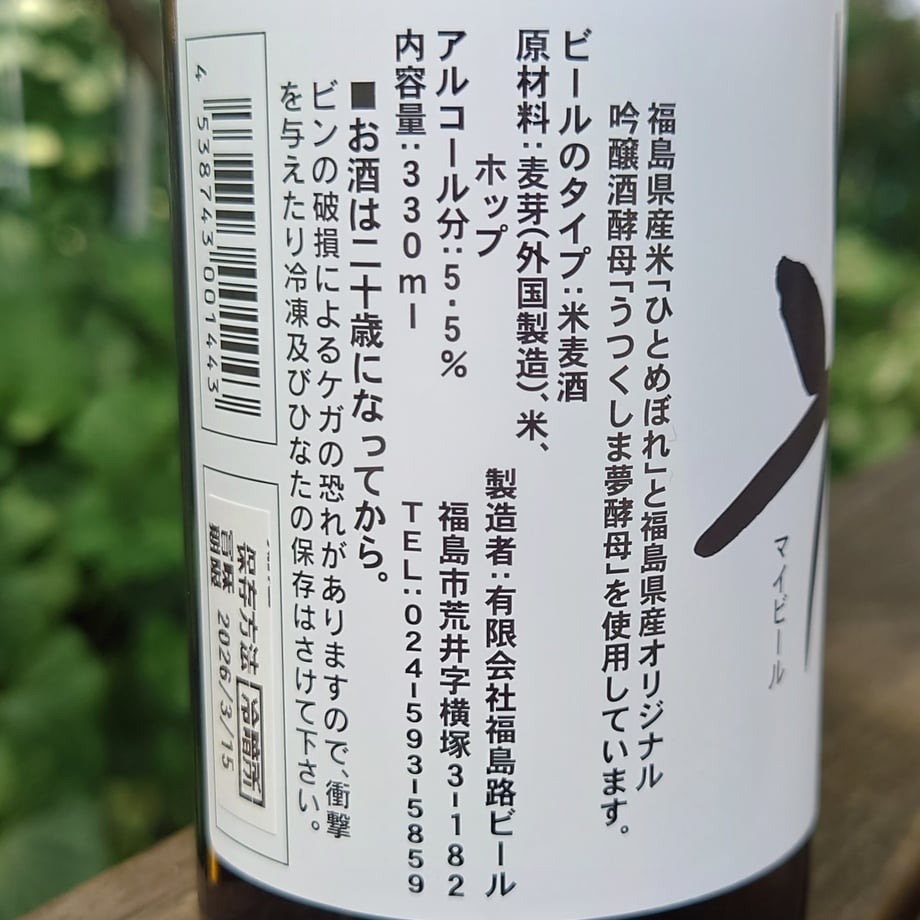 マイビール
福島県産米「ひとめぼれ」と福島県産オリジナル
吟醸酒酵母「うつくしま夢酵母」を使用しています。
ビールのタイプ：米麦酒
原材料：麦芽（外国製造）、米、
ホップ
アルコール分：5.5％
内容量：330ml
製造者：有限会社福島路ビール
福島市荒井字横塚3-182
TEL：024-593-5859
■お酒は二十歳になってから。
ビンの破損によるケガの恐れがありますので、衝撃
を与えたり冷凍及びひなたの保存はさけて下さい。
4 538743 001443
保存方法 冷暗所
賞味期限 2026/3/15